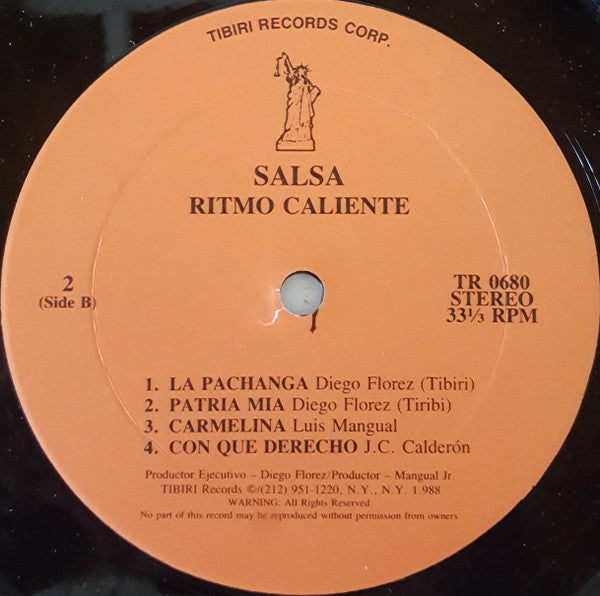 TIBIRI RECORDS CORP.
SALSA
RITMO CALIENTE
2
(Side B)
TR 0680
STEREO
33⅓ RPM
1. LA PACHANGA Diego Florez (Tibiri)
2. PATRIA MIA Diego Florez (Tiribi)
3. CARMELINA Luis Mangual
4. CON QUE DERECHO J.C. Calderón
Productor Ejecutivo – Diego Florez/Productor – Mangual Jr.
TIBIRI Records ©/(212) 951-1220, N.Y., N.Y. 1.988
WARNING: All Rights Reserved.
No part of this record may be reproduced without permission from owners.